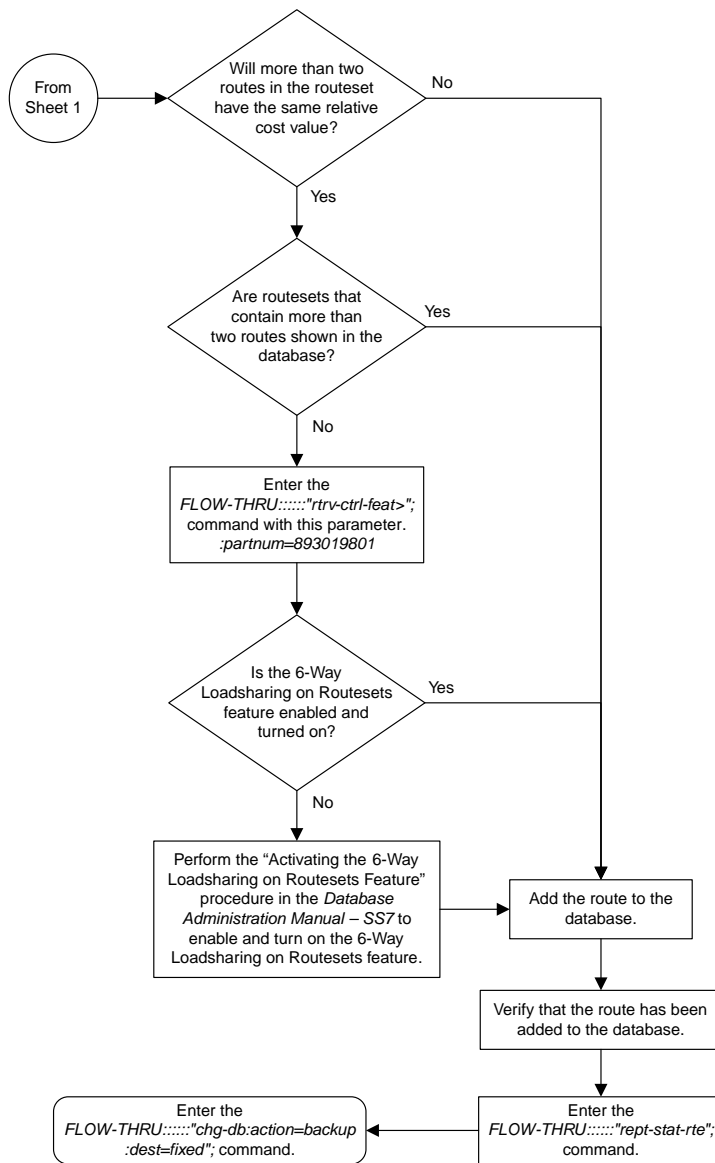 From
Sheet 1
Will more than two
routes in the routeset
have the same relative
cost value?
No
Yes
Are routesets that
contain more than
two routes shown in the
database?
Yes
No
Enter the
FLOW-THRU::::::"rtrv-ctrl-feat>";
command with this parameter.
:partnum=893019801
Is the 6-Way
Loadsharing on Routesets
feature enabled and
turned on?
Yes
No
Perform the “Activating the 6-Way
Loadsharing on Routesets Feature”
procedure in the Database
Administration Manual – SS7 to
enable and turn on the 6-Way
Loadsharing on Routesets feature.
Add the route to the
database.
Verify that the route has been
added to the database.
Enter the
FLOW-THRU::::::"rept-stat-rte";
command.
Enter the
FLOW-THRU::::::"chg-db:action=backup
:dest=fixed"; command.